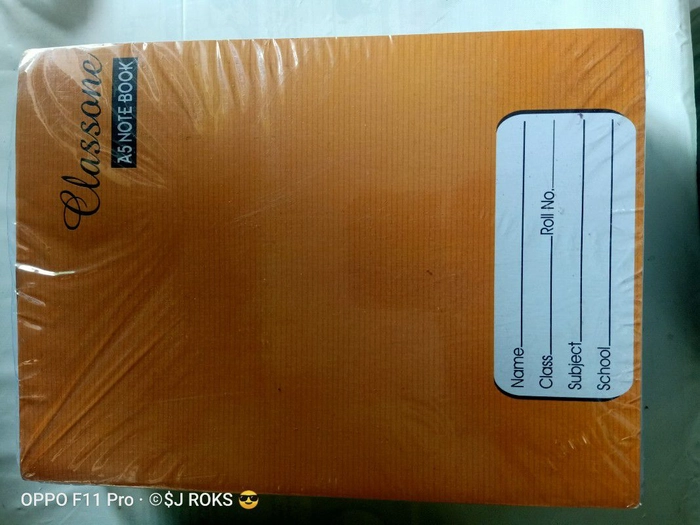 Classone
A5 NOTE BOOK
Name
Class Roll No.
Subject
School
OPPO F11 Pro · ©$J ROKS 😎